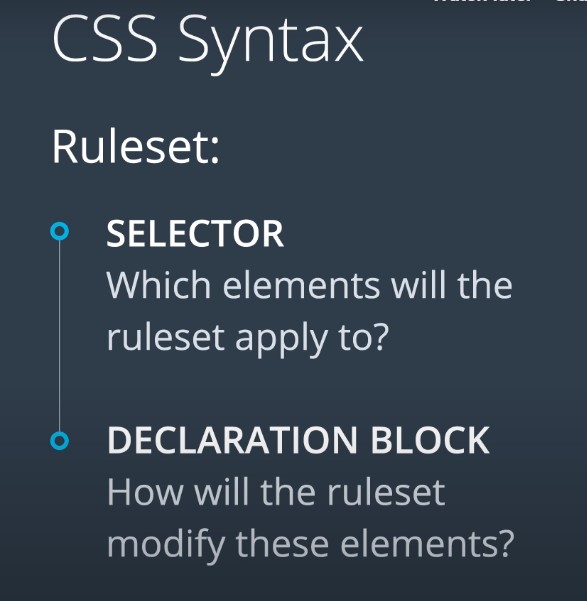 CSS Syntax
Ruleset:
SELECTOR
Which elements will the
ruleset apply to?
DECLARATION BLOCK
How will the ruleset
modify these elements?